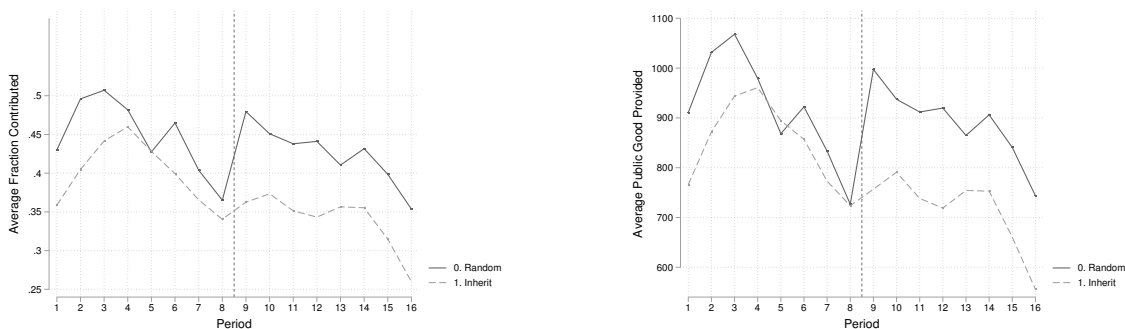 Average Fraction Contributed
.5
.45
.4
.35
.3
.25
1 2 3 4 5 6 7 8 9 10 11 12 13 14 15 16
Period
0. Random
1. Inherit
Average Public Good Provided
1100
1000
900
800
700
600
1 2 3 4 5 6 7 8 9 10 11 12 13 14 15 16
Period
0. Random
1. Inherit